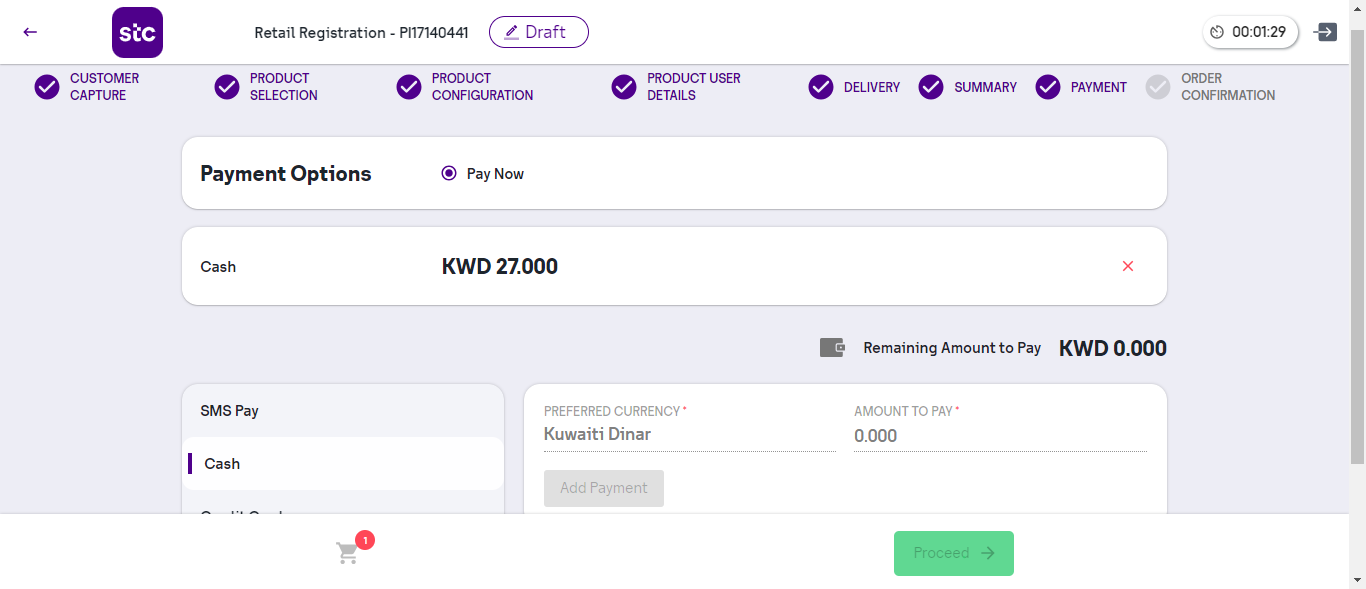 stc
Retail Registration - PI17140441
Draft
00:01:29
CUSTOMER
CAPTURE
PRODUCT
SELECTION
PRODUCT
CONFIGURATION
PRODUCT USER
DETAILS
DELIVERY
SUMMARY
PAYMENT
ORDER
CONFIRMATION
Payment Options
Pay Now
Cash
KWD 27.000
Remaining Amount to Pay
KWD 0.000
SMS Pay
Cash
PREFERRED CURRENCY *
Kuwaiti Dinar
AMOUNT TO PAY *
0.000
Add Payment
1
Proceed